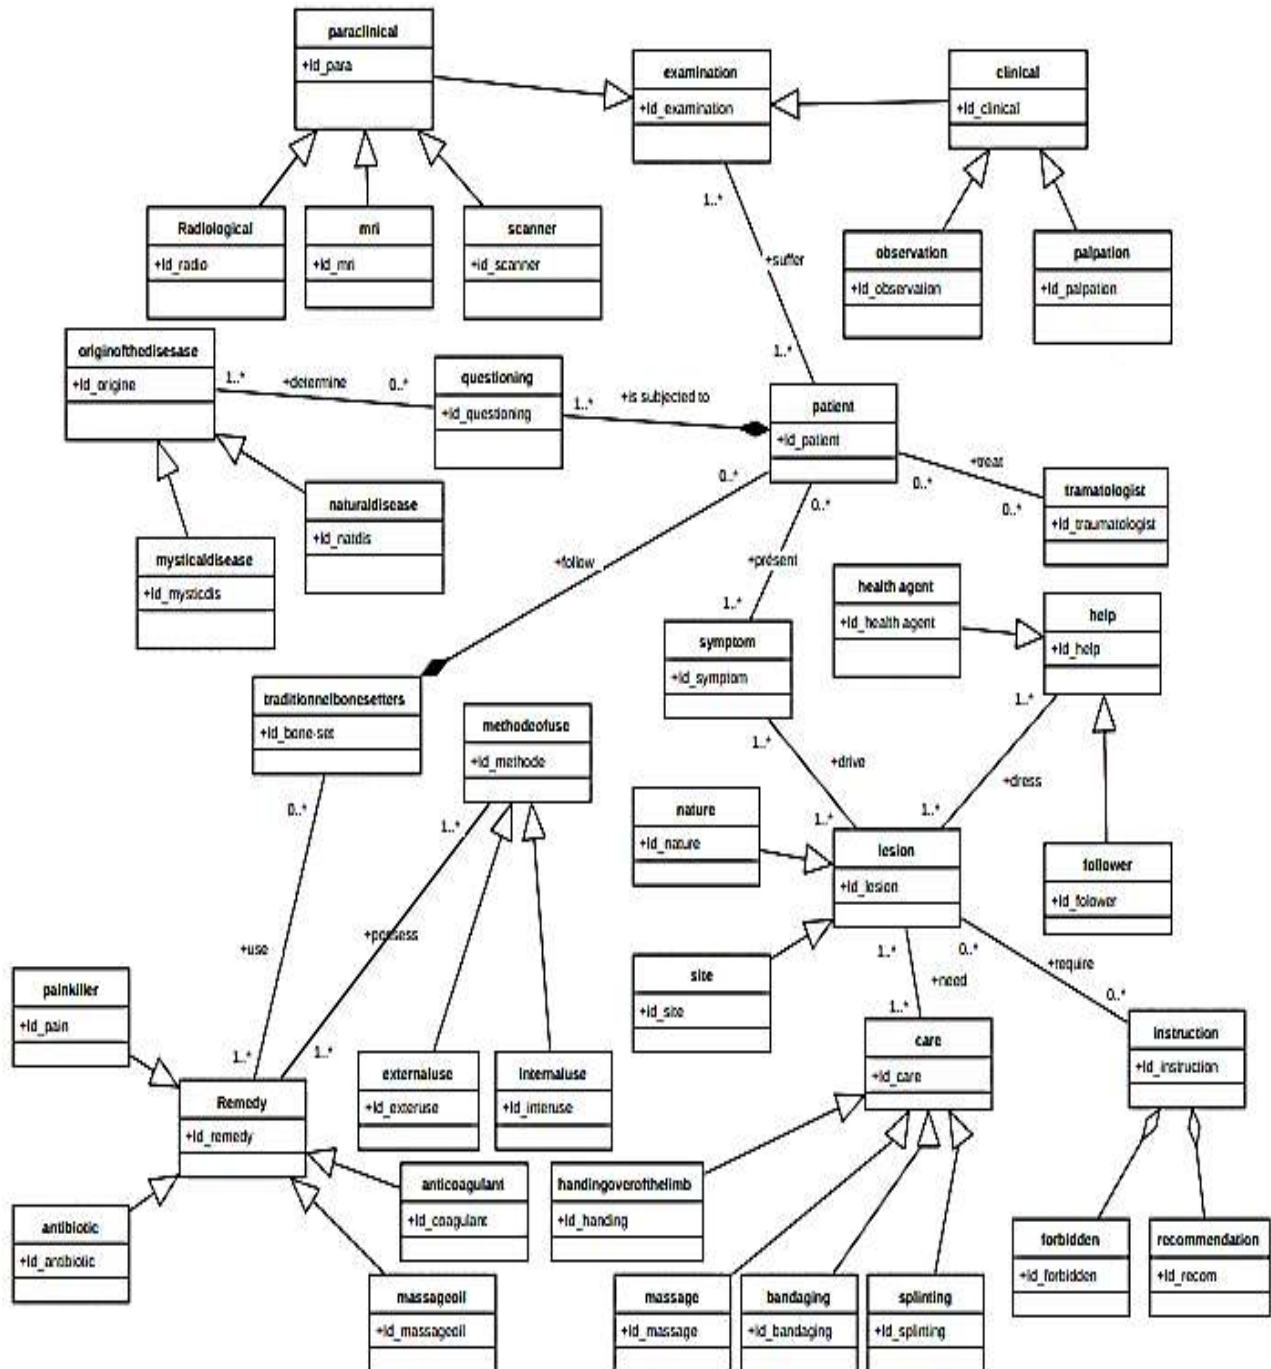 paraclinical
+Id_para
examination
+Id_examination
clinical
+Id_clinical
1..*
Radiological
+Id_radio
mri
+Id_mri
scanner
+Id_scanner
observation
+Id_observation
palpation
+Id_palpation
+suffer
originofthedisesase
+Id_origine
1..*
+determine
0..*
questioning
+Id_questioning
1..*
+is subjected to
1..*
patient
+Id_patient
0..*
0..*
+treat
0..*
0..*
tramatologist
+Id_traumatologist
naturaldisease
+Id_natdis
mysticaldisease
+Id_mysticdis
+follow
+présent
1..*
health agent
+Id_health agent
help
+Id_help
symptom
+Id_symptom
traditionnelbonesetters
+Id_bone-set
methodeofuse
+Id_methode
1..*
1..*
+drive
+dress
0..*
1..*
nature
+Id_nature
1..*
1..*
lesion
+Id_lesion
follower
+Id_folower
+use
+possess
1..*
0..*
+need
+require
site
+Id_site
1..*
0..*
painkiller
+Id_pain
1..*
1..*
care
+Id_care
instruction
+Id_instruction
externaluse
+Id_exteruse
internaluse
+Id_interuse
Remedy
+Id_remedy
anticoagulant
+Id_coagulant
handingoverofthelimb
+Id_handing
antibiotic
+Id_antibiotic
forbidden
+Id_forbidden
recommendation
+Id_recom
massageoil
+Id_massageoil
massage
+Id_massage
bandaging
+Id_bandaging
splinting
+Id_splinting